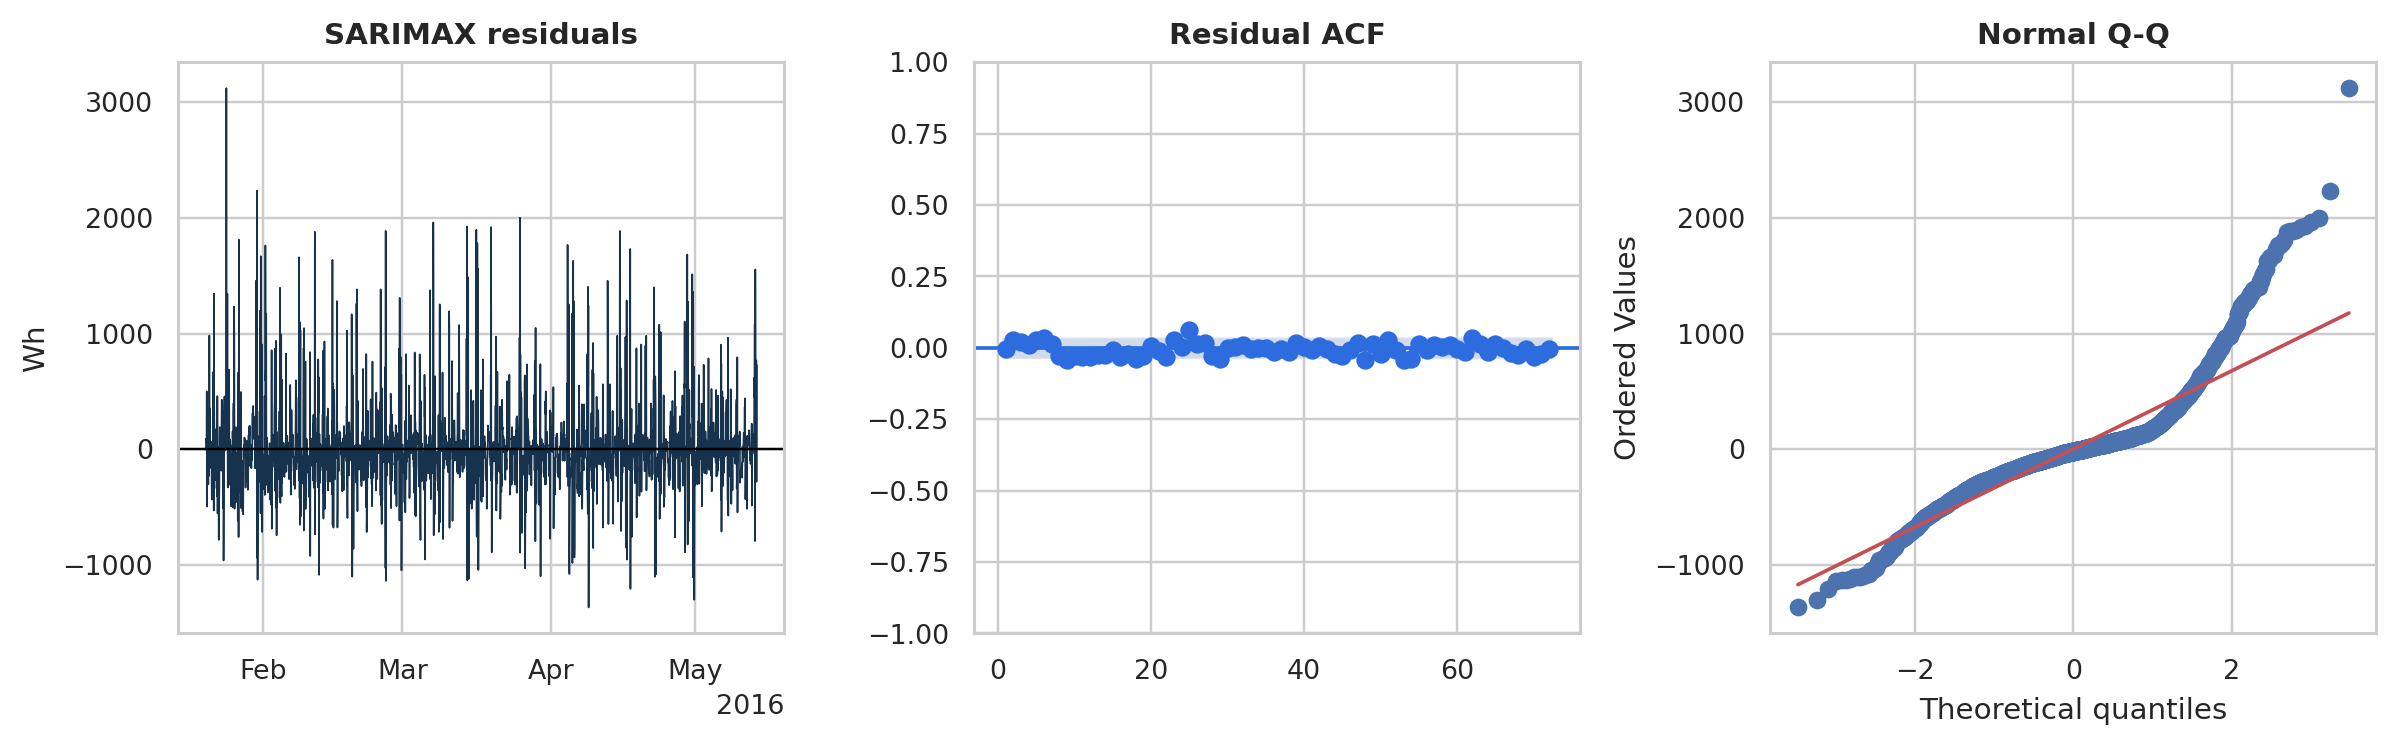 SARIMAX residuals
Wh
3000
2000
1000
0
−1000
Feb
Mar
Apr
May
2016
Residual ACF
1.00
0.75
0.50
0.25
0.00
−0.25
−0.50
−0.75
−1.00
0
20
40
60
Normal Q-Q
Ordered Values
3000
2000
1000
0
−1000
−2
0
2
Theoretical quantiles